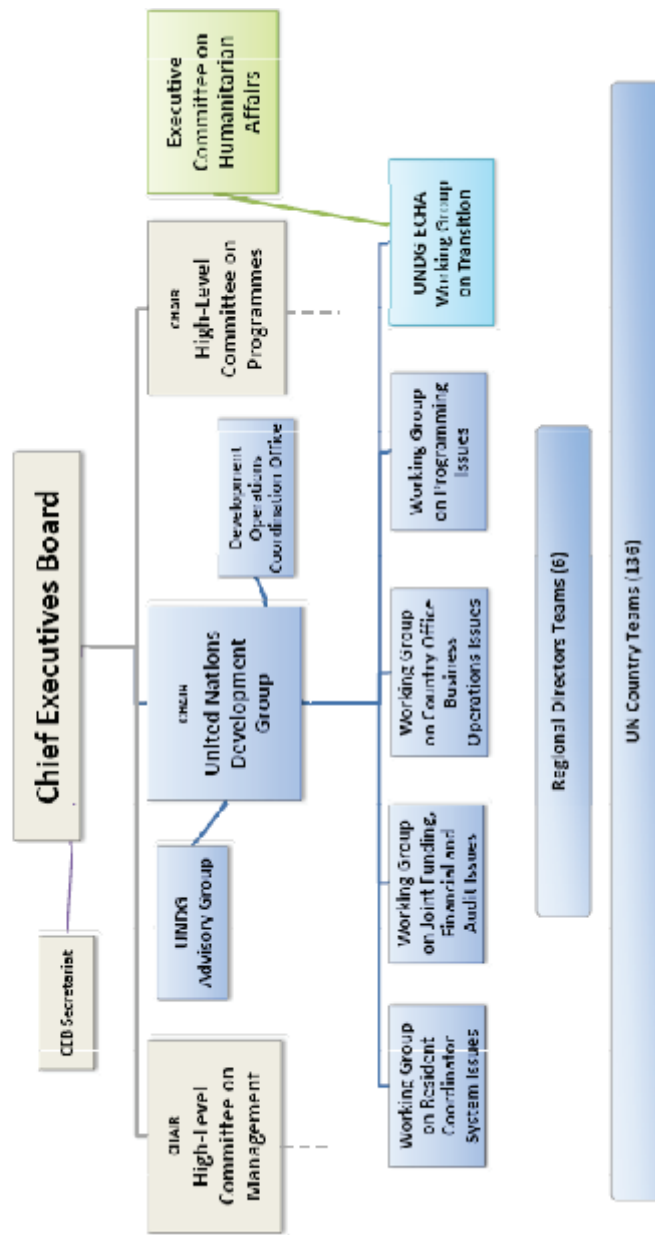 Chief Executives Board
CEB Secretariat
CHAIR
High-Level
Committee on
Management
CHAIR
United Nations
Development
Group
CHAIR
High-Level
Committee on
Programmes
Executive
Committee on
Humanitarian
Affairs
UNDG
Advisory Group
Development
Operations
Coordination Office
Working Group
on Resident
Coordinator
System Issues
Working Group
on Joint Funding,
Financial and
Audit Issues
Working Group
on Country Office
Business
Operations Issues
Working Group
on Programming
Issues
UNDG ECHA
Working Group
on Transition
Regional Directors Teams (6)
UN Country Teams (136)